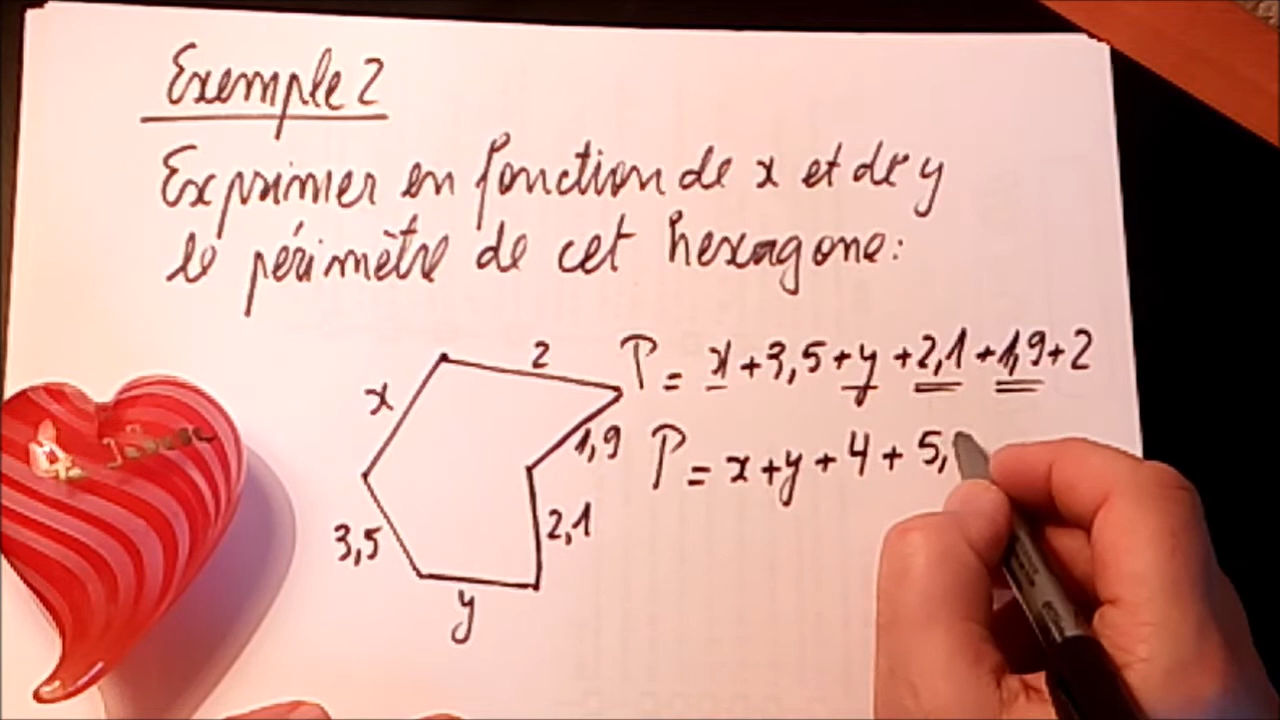 Exemple 2
Exprimer en fonction de x et de y
le périmètre de cet hexagone:
2
x
1,9
3,5
2,1
y
P = x + 3,5 + y + 2,1 + 1,9 + 2
P = x + y + 4 + 5,